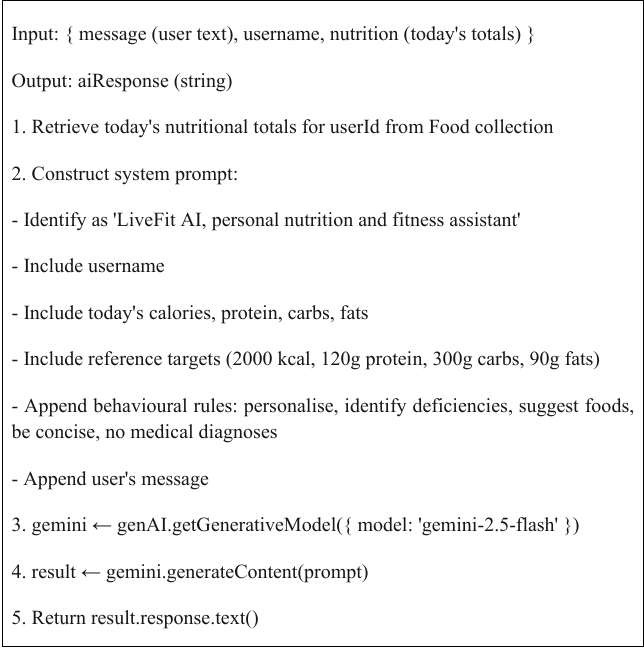 Input: { message (user text), username, nutrition (today's totals) }
Output: aiResponse (string)
1. Retrieve today's nutritional totals for userId from Food collection
2. Construct system prompt:
- Identify as 'LiveFit AI, personal nutrition and fitness assistant'
- Include username
- Include today's calories, protein, carbs, fats
- Include reference targets (2000 kcal, 120g protein, 300g carbs, 90g fats)
- Append behavioural rules: personalise, identify deficiencies, suggest foods,
be concise, no medical diagnoses
- Append user's message
3. gemini ← genAI.getGenerativeModel({ model: 'gemini-2.5-flash' })
4. result ← gemini.generateContent(prompt)
5. Return result.response.text()